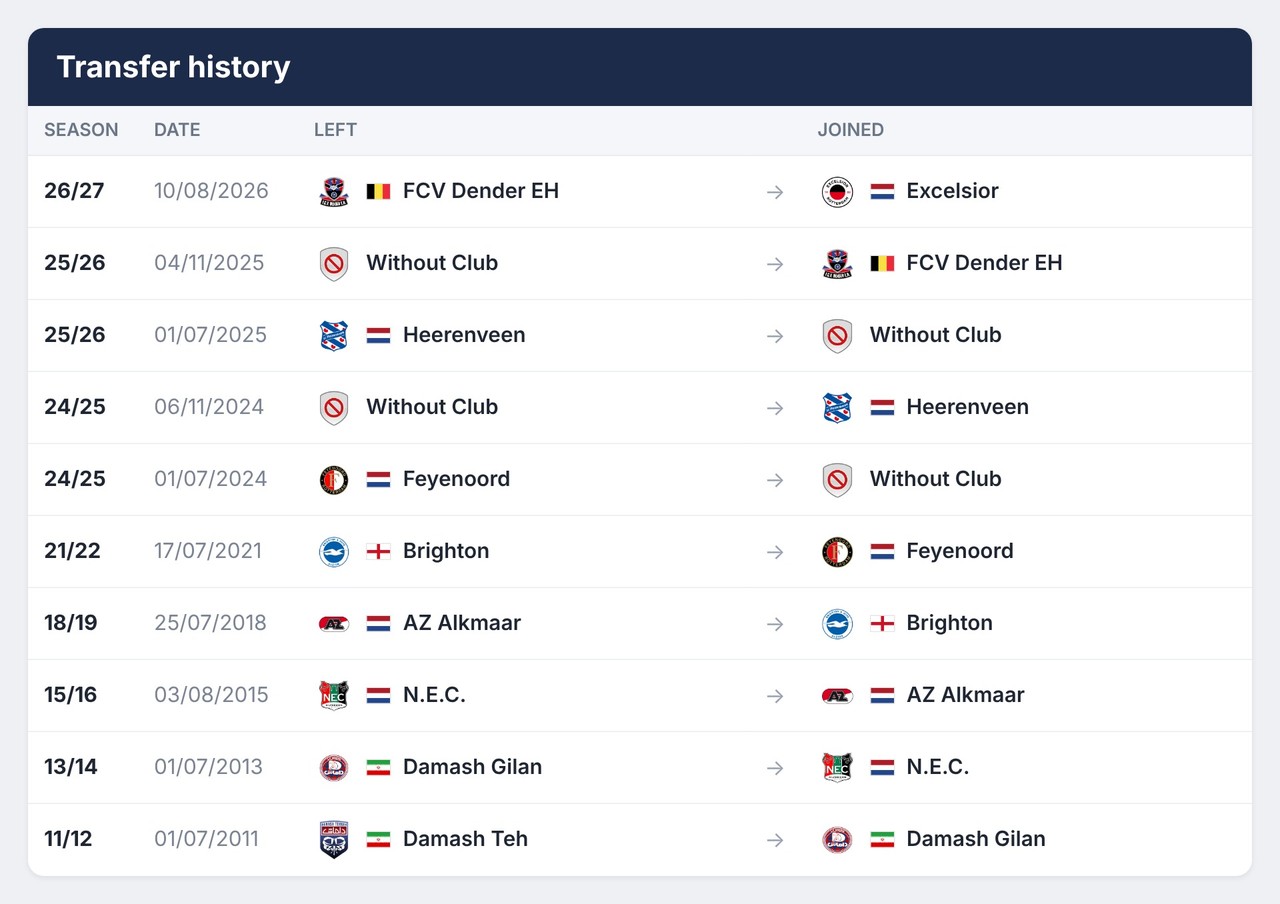 Transfer history
SEASON DATE LEFT JOINED
26/27 10/08/2026 FCV Dender EH → Excelsior
25/26 04/11/2025 Without Club → FCV Dender EH
25/26 01/07/2025 Heerenveen → Without Club
24/25 06/11/2024 Without Club → Heerenveen
24/25 01/07/2024 Feyenoord → Without Club
21/22 17/07/2021 Brighton → Feyenoord
18/19 25/07/2018 AZ Alkmaar → Brighton
15/16 03/08/2015 N.E.C. → AZ Alkmaar
13/14 01/07/2013 Damash Gilan → N.E.C.
11/12 01/07/2011 Damash Teh → Damash Gilan